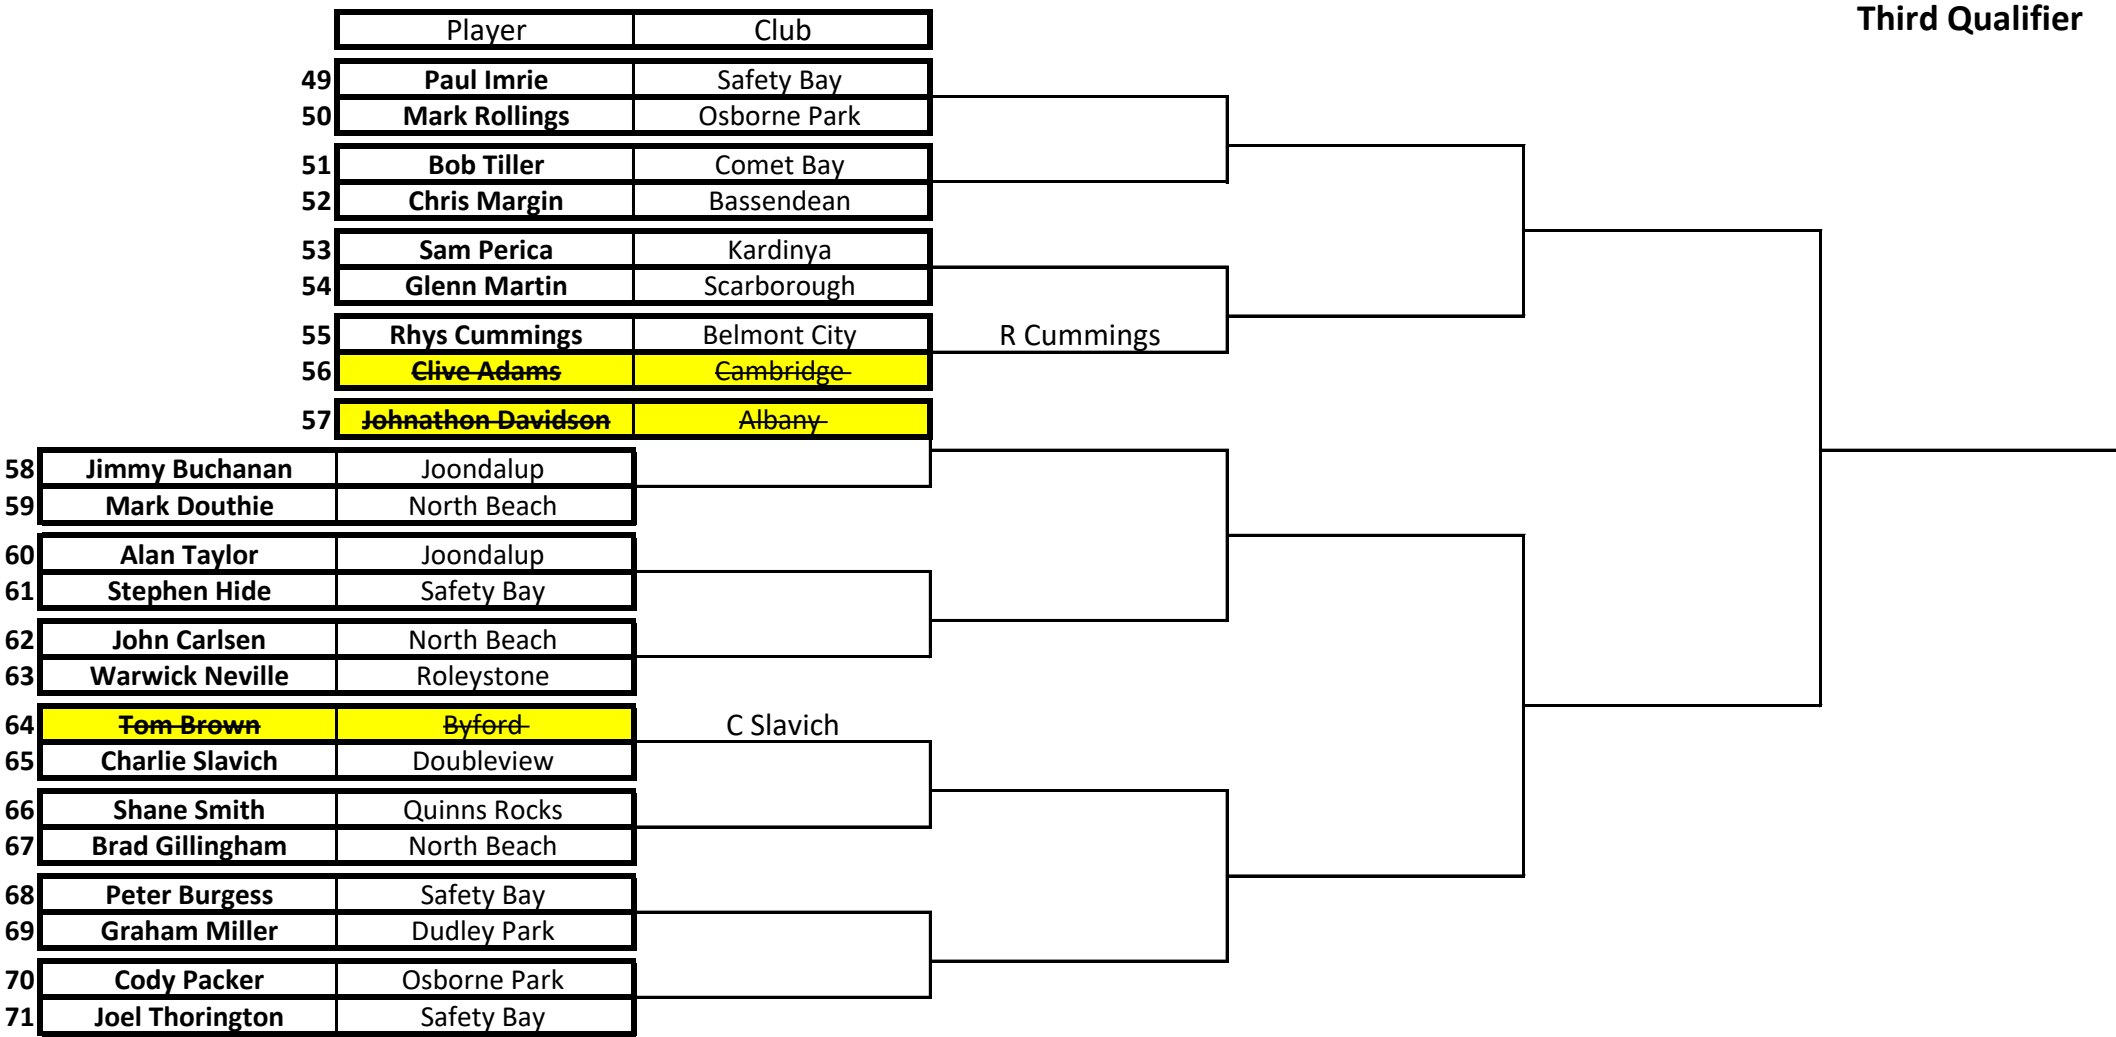 Third Qualifier
Player Club
49 Paul Imrie Safety Bay
50 Mark Rollings Osborne Park
51 Bob Tiller Comet Bay
52 Chris Margin Bassendean
53 Sam Perica Kardinya
54 Glenn Martin Scarborough
55 Rhys Cummings Belmont City R Cummings
56 Clive Adams Cambridge
57 Johnathon Davidson Albany
58 Jimmy Buchanan Joondalup
59 Mark Douthie North Beach
60 Alan Taylor Joondalup
61 Stephen Hide Safety Bay
62 John Carlsen North Beach
63 Warwick Neville Roleystone
64 Tom Brown Byford C Slavich
65 Charlie Slavich Doubleview
66 Shane Smith Quinns Rocks
67 Brad Gillingham North Beach
68 Peter Burgess Safety Bay
69 Graham Miller Dudley Park
70 Cody Packer Osborne Park
71 Joel Thorington Safety Bay